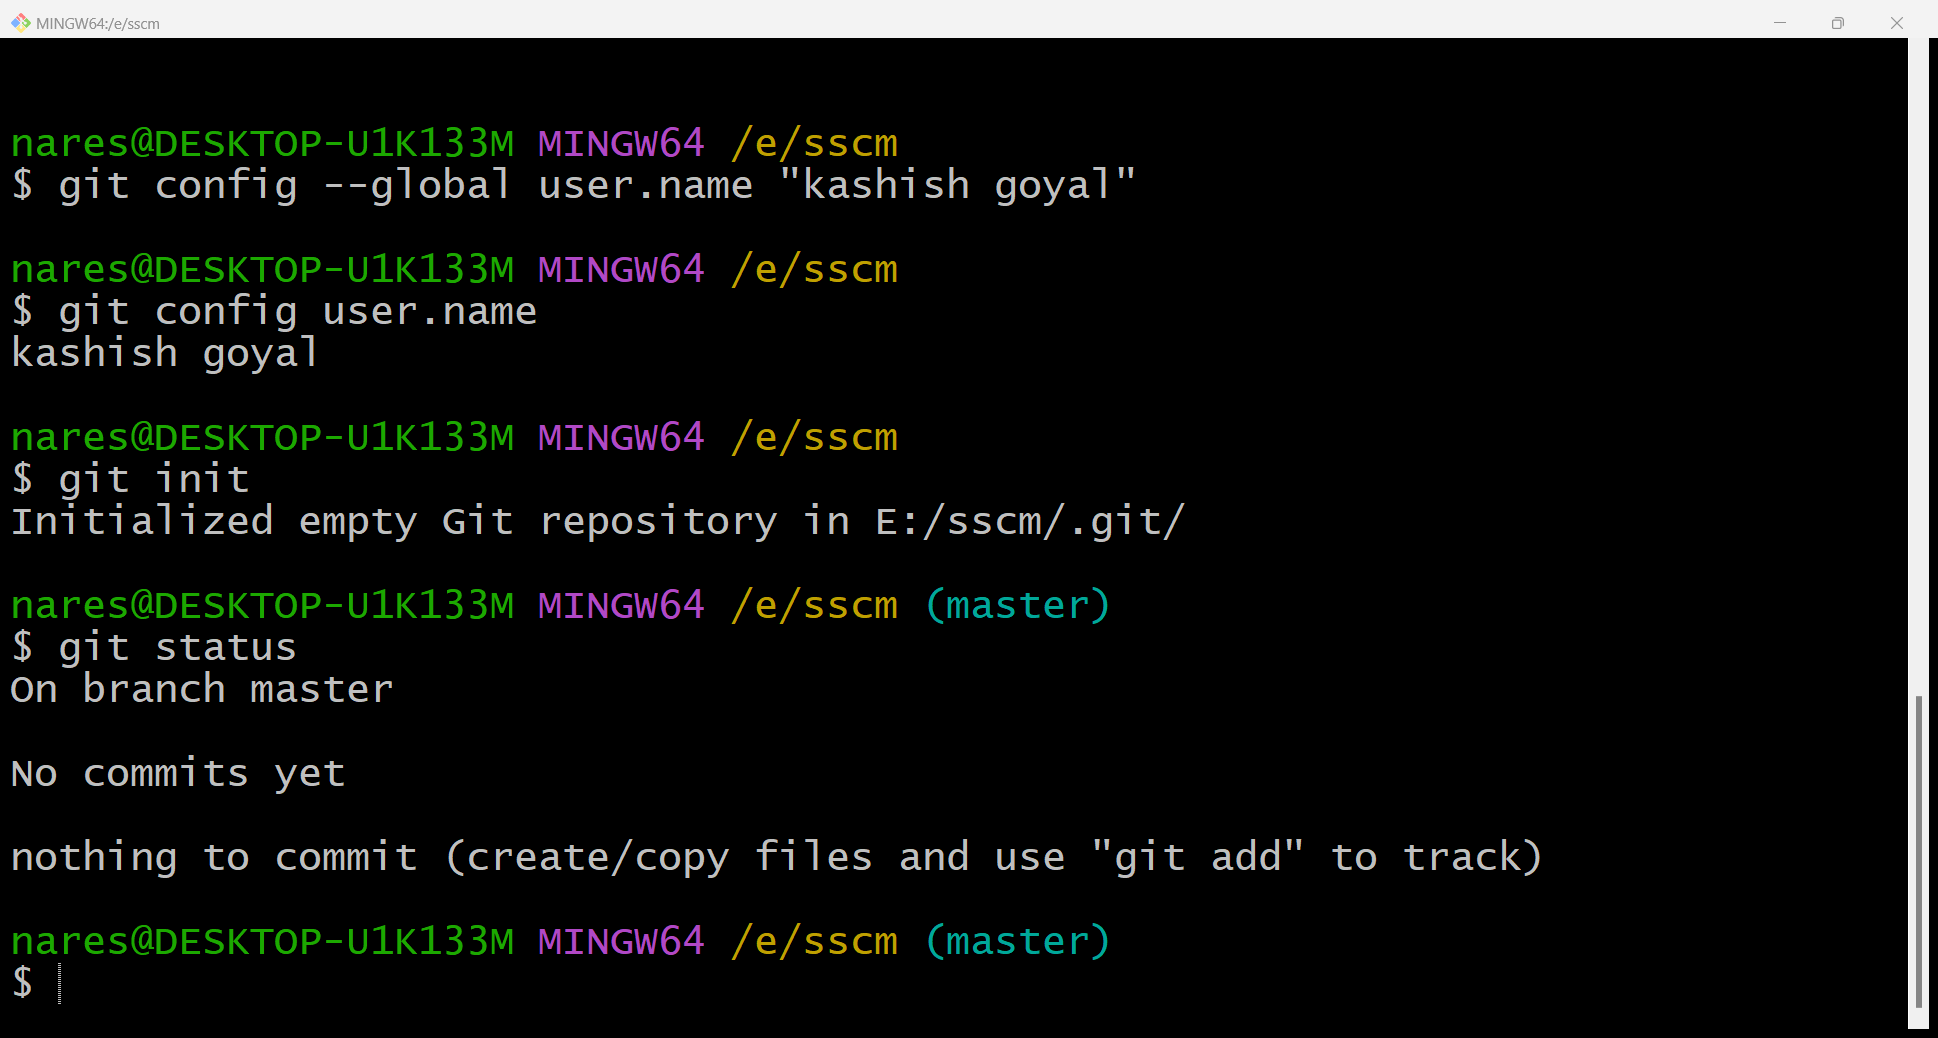 MINGW64:/e/sscm
nares@DESKTOP-U1K133M MINGW64 /e/sscm
$ git config --global user.name "kashish goyal"
nares@DESKTOP-U1K133M MINGW64 /e/sscm
$ git config user.name
kashish goyal
nares@DESKTOP-U1K133M MINGW64 /e/sscm
$ git init
Initialized empty Git repository in E:/sscm/.git/
nares@DESKTOP-U1K133M MINGW64 /e/sscm (master)
$ git status
On branch master
No commits yet
nothing to commit (create/copy files and use "git add" to track)
nares@DESKTOP-U1K133M MINGW64 /e/sscm (master)
$